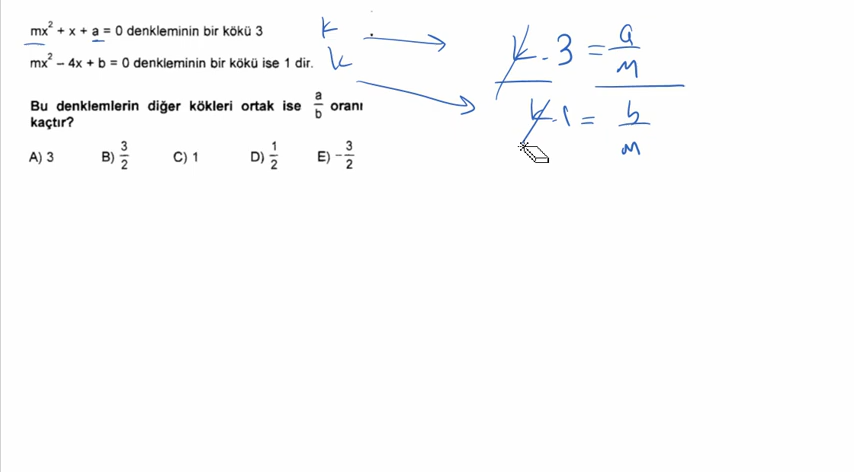 mx² + x + a = 0 denkleminin bir kökü 3
k
mx² – 4x + b = 0 denkleminin bir kökü ise 1 dir.
k
Bu denklemlerin diğer kökleri ortak ise a/b oranı
kaçtır?
A) 3 B) 3/2 C) 1 D) 1/2 E) –3/2
k · 3 = a/m
k · 1 = b/m